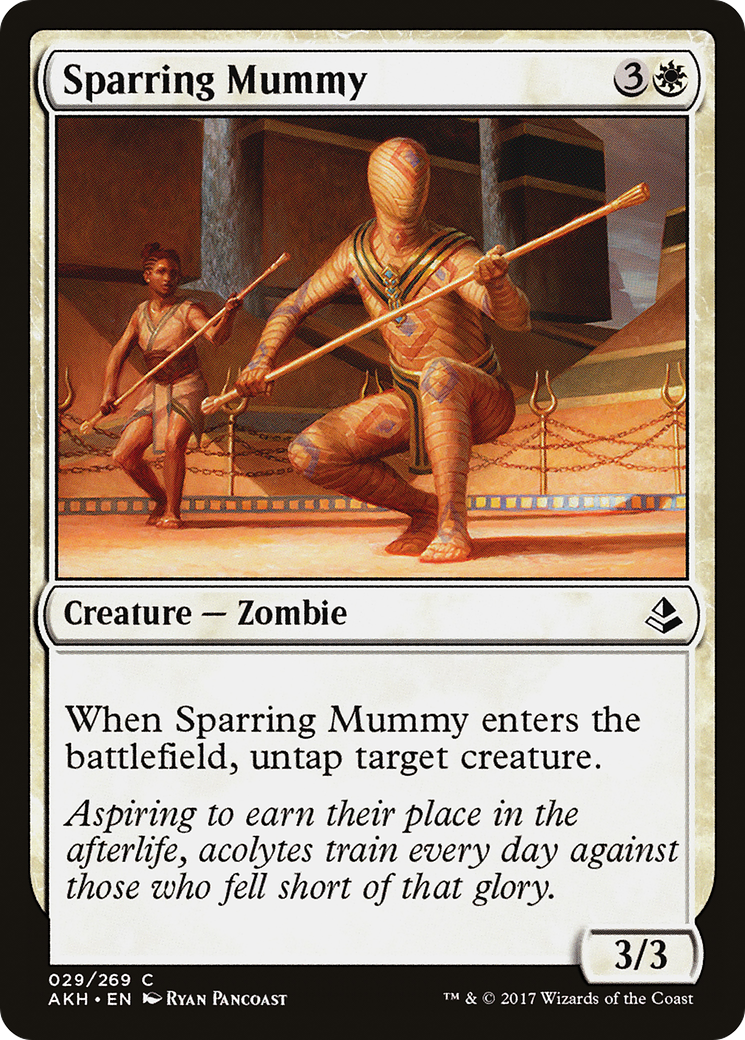 Sparring Mummy 3
Creature — Zombie
When Sparring Mummy enters the
battlefield, untap target creature.
Aspiring to earn their place in the
afterlife, acolytes train every day against
those who fell short of that glory.
3/3
029/269 C
AKH • EN Ryan Pancoast
™ & © 2017 Wizards of the Coast